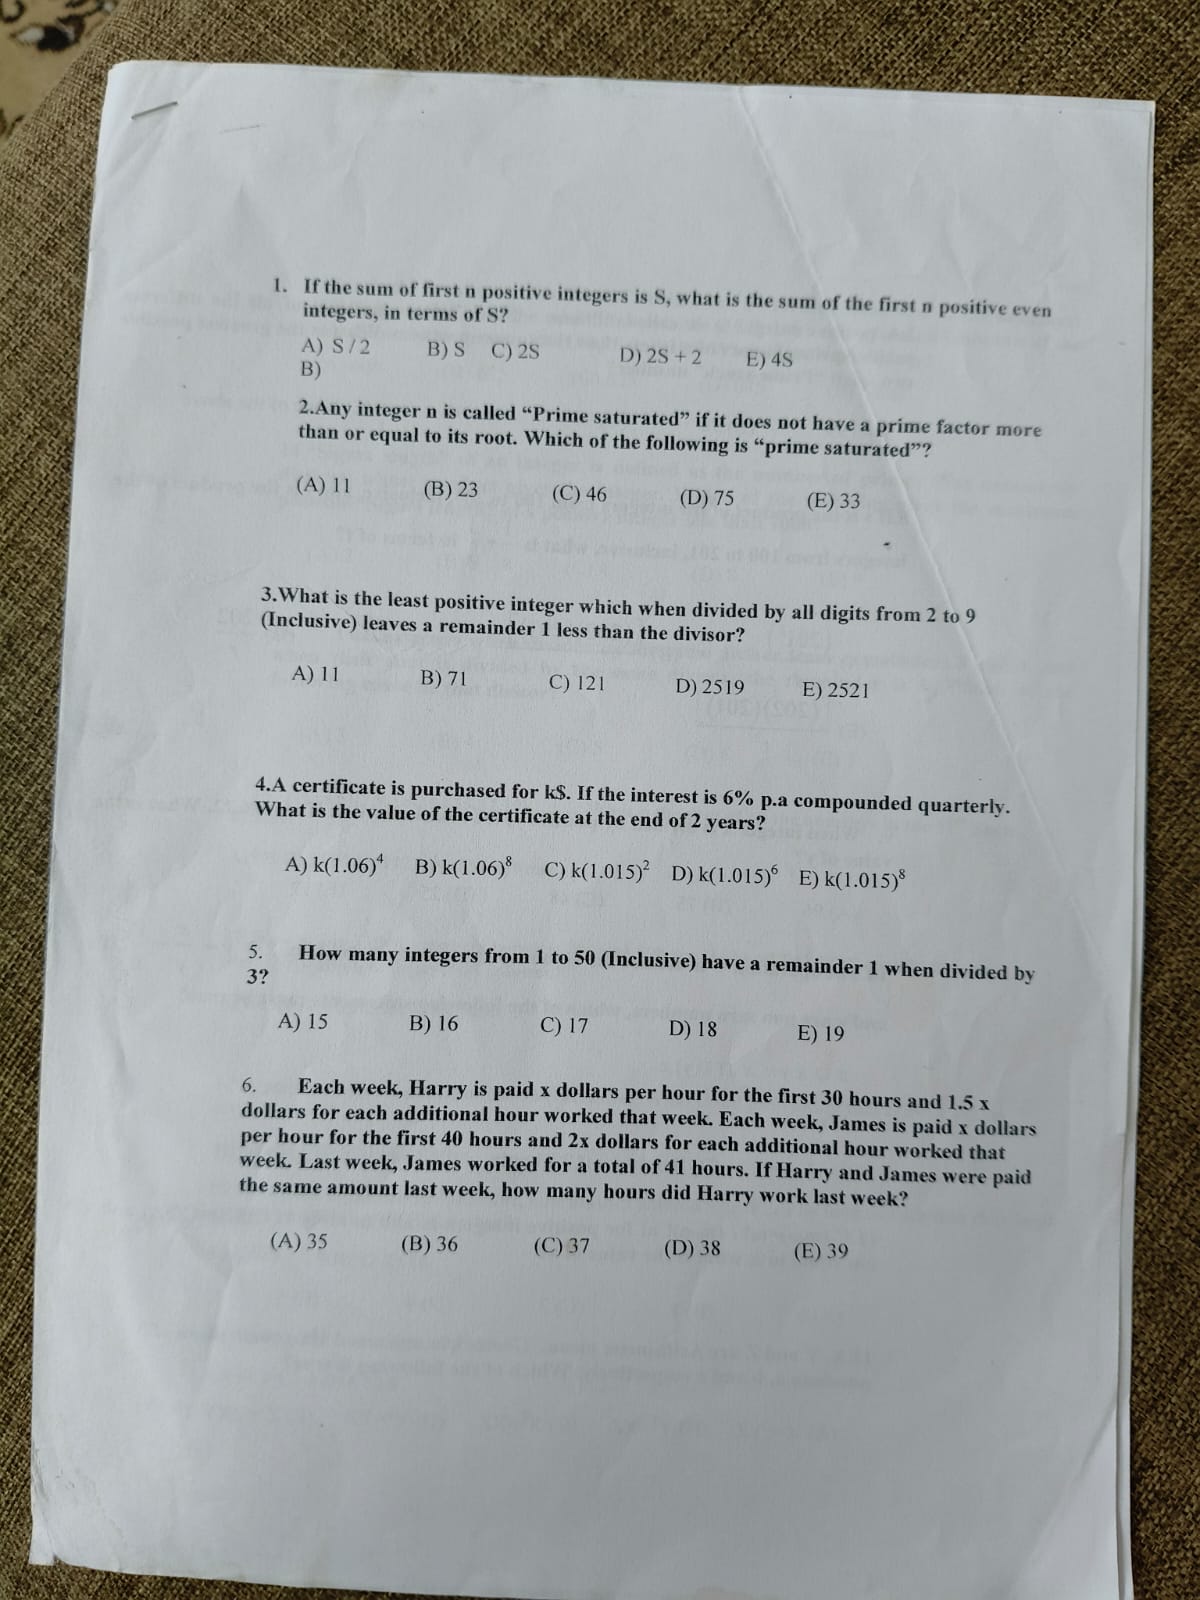 1. If the sum of first n positive integers is S, what is the sum of the first n positive even
integers, in terms of S?
A) S / 2 B) S C) 2S D) 2S + 2 E) 4S
B)
2.Any integer n is called “Prime saturated” if it does not have a prime factor more
than or equal to its root. Which of the following is “prime saturated”?
(A) 11 (B) 23 (C) 46 (D) 75 (E) 33
3.What is the least positive integer which when divided by all digits from 2 to 9
(Inclusive) leaves a remainder 1 less than the divisor?
A) 11 B) 71 C) 121 D) 2519 E) 2521
4.A certificate is purchased for k$. If the interest is 6% p.a compounded quarterly.
What is the value of the certificate at the end of 2 years?
A) k(1.06)⁴ B) k(1.06)⁸ C) k(1.015)² D) k(1.015)⁶ E) k(1.015)⁸
5. How many integers from 1 to 50 (Inclusive) have a remainder 1 when divided by
3?
A) 15 B) 16 C) 17 D) 18 E) 19
6. Each week, Harry is paid x dollars per hour for the first 30 hours and 1.5 x
dollars for each additional hour worked that week. Each week, James is paid x dollars
per hour for the first 40 hours and 2x dollars for each additional hour worked that
week. Last week, James worked for a total of 41 hours. If Harry and James were paid
the same amount last week, how many hours did Harry work last week?
(A) 35 (B) 36 (C) 37 (D) 38 (E) 39